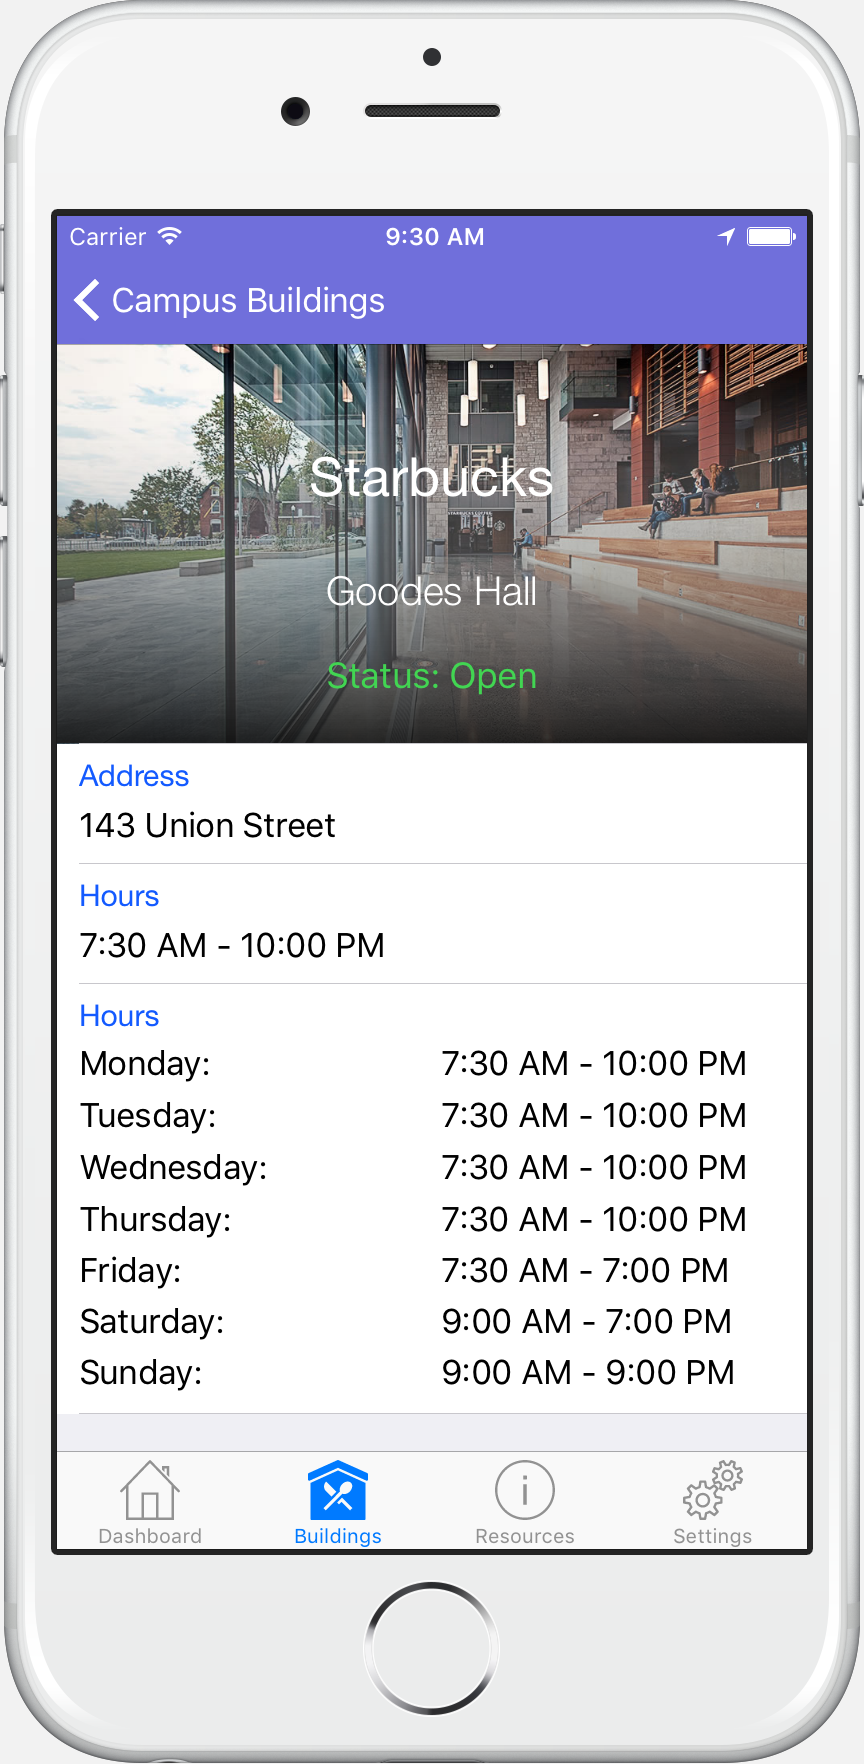 Carrier 9:30 AM
Campus Buildings
Starbucks
STARBUCKS COFFEE
Goodes Hall
Status: Open
Address
143 Union Street
Hours
7:30 AM - 10:00 PM
Hours
Monday: 7:30 AM - 10:00 PM
Tuesday: 7:30 AM - 10:00 PM
Wednesday: 7:30 AM - 10:00 PM
Thursday: 7:30 AM - 10:00 PM
Friday: 7:30 AM - 7:00 PM
Saturday: 9:00 AM - 7:00 PM
Sunday: 9:00 AM - 9:00 PM
Dashboard Buildings Resources Settings